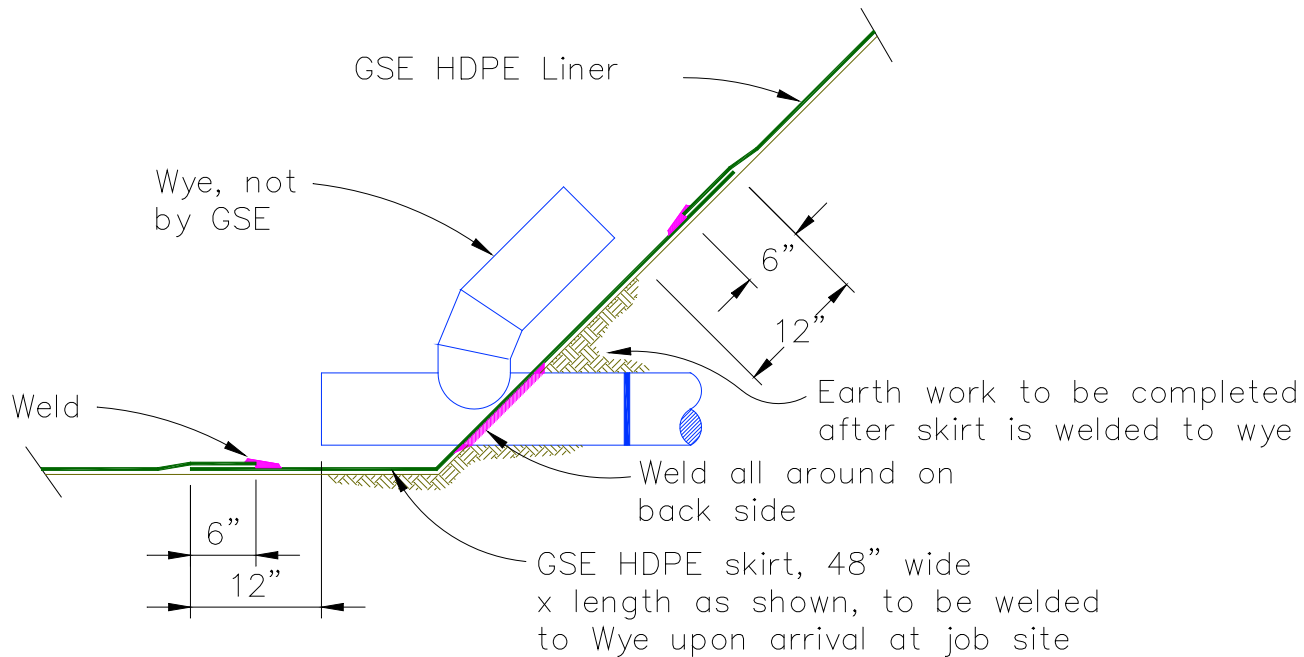 GSE HDPE Liner
Wye, not
by GSE
6”
12”
Earth work to be completed
after skirt is welded to wye
Weld
Weld all around on
back side
6”
12”
GSE HDPE skirt, 48” wide
x length as shown, to be welded
to Wye upon arrival at job site